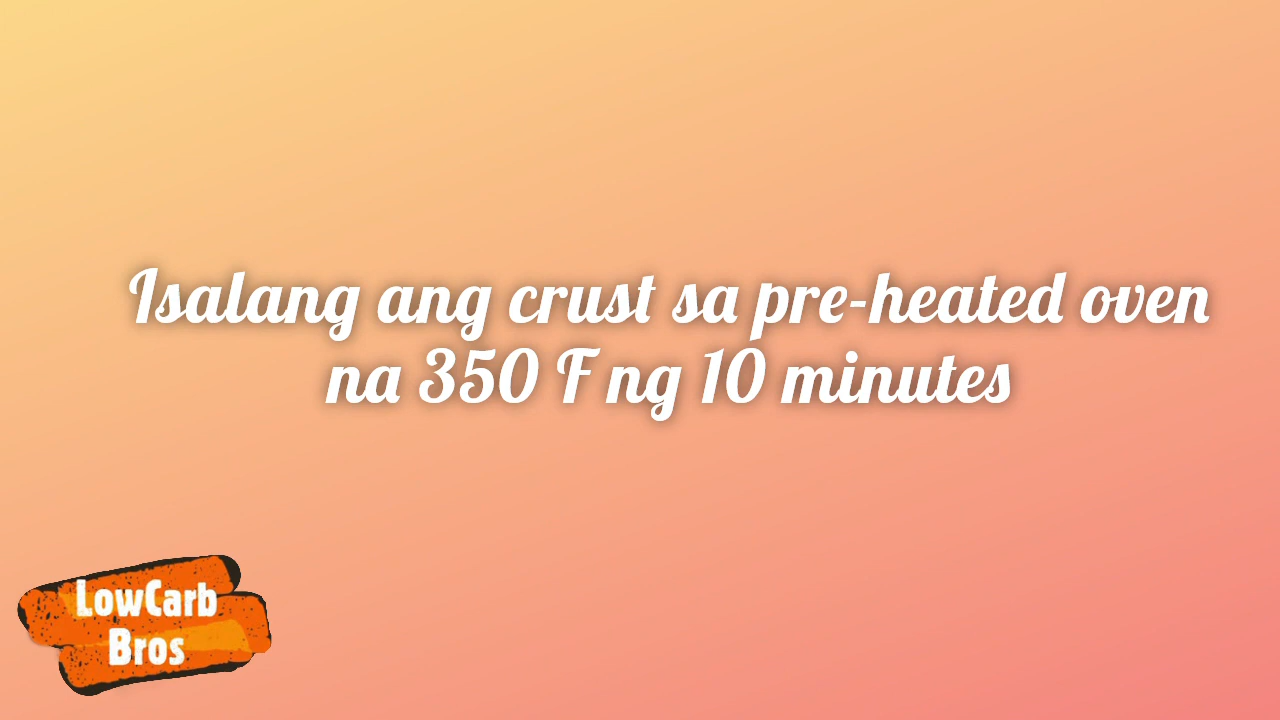 Isalang ang crust sa pre-heated oven
na 350 F ng 10 minutes
LowCarb
Bros